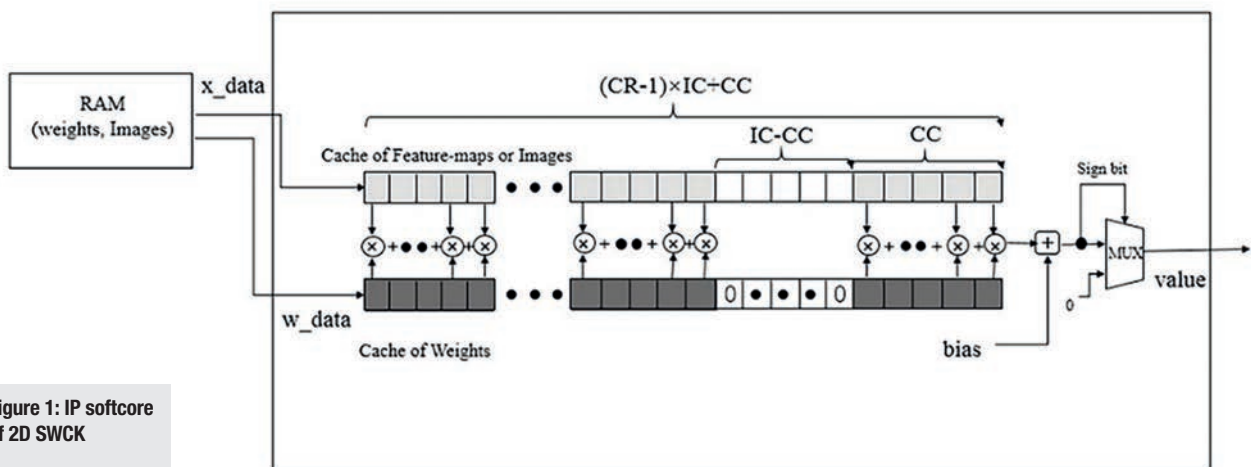 (CR-1)×IC+CC
x_data
RAM
(weights, Images)
IC-CC
CC
Cache of Feature-maps or Images
Sign bit
× + × + × × + × + × × + × + × + MUX
value
0 0
0
w_data
bias
Cache of Weights
igure 1: IP softcore
f 2D SWCK